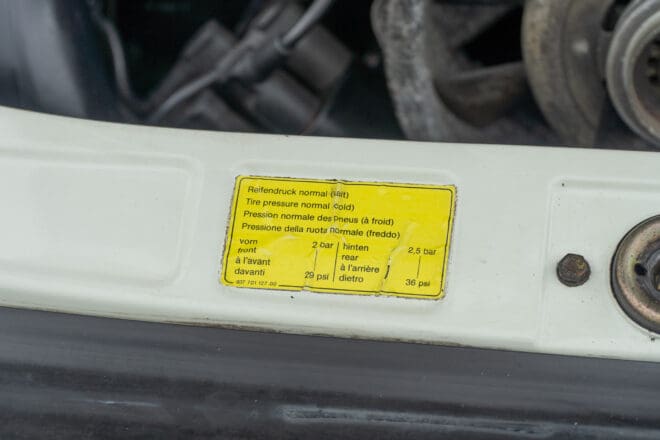 Reifendruck normal (kalt)
Tire pressure normal (cold)
Pression normale des pneus (à froid)
Pressione della ruota normale (freddo)
vorn 2 bar hinten 2,5 bar
front rear
à l'avant à l'arrière
davanti 29 psi dietro 36 psi